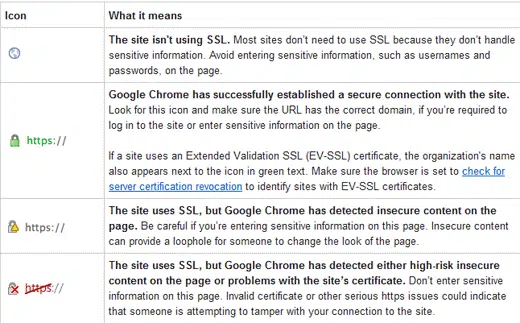 Icon What it means
The site isn't using SSL. Most sites don't need to use SSL because they don't handle
sensitive information. Avoid entering sensitive information, such as usernames and
passwords, on the page.
Google Chrome has successfully established a secure connection with the site.
Look for this icon and make sure the URL has the correct domain, if you're required to
log in to the site or enter sensitive information on the page.
https://
If a site uses an Extended Validation SSL (EV-SSL) certificate, the organization's name
also appears next to the icon in green text. Make sure the browser is set to check for
server certification revocation to identify sites with EV-SSL certificates.
The site uses SSL, but Google Chrome has detected insecure content on the
https:// page. Be careful if you're entering sensitive information on this page. Insecure content
can provide a loophole for someone to change the look of the page.
The site uses SSL, but Google Chrome has detected either high-risk insecure
content on the page or problems with the site's certificate. Don't enter sensitive
https:// information on this page. Invalid certificate or other serious https issues could indicate
that someone is attempting to tamper with your connection to the site.